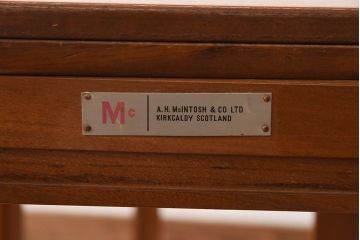 Mc
A.H. McINTOSH & CO LTD
KIRKCALDY SCOTLAND